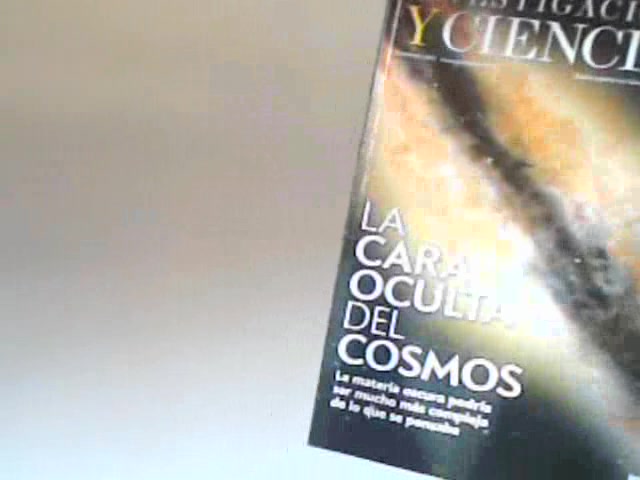 STIGACI
Y CIENCI
LA
CARA
OCULTA
DEL
COSMOS
La materia oscura podría
ser mucho más compleja
de lo que se pensaba